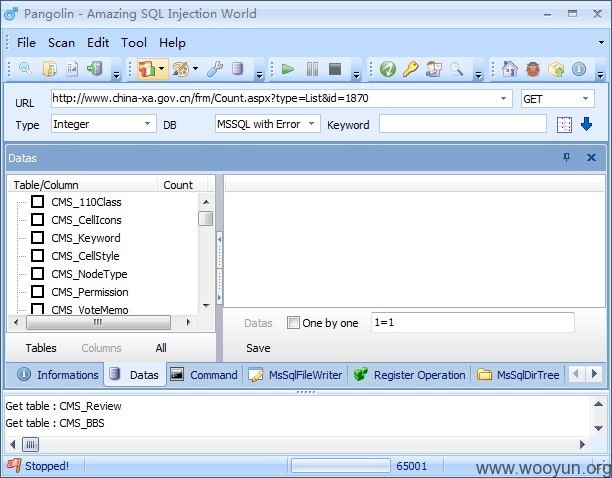 Pangolin - Amazing SQL Injection World
File Scan Edit Tool Help
URL http://www.china-xa.gov.cn/frm/Count.aspx?type=List&id=1870 GET
Type Integer DB MSSQL with Error Keyword
Datas
Table/Column Count
CMS_110Class
CMS_CellIcons
CMS_Keyword
CMS_CellStyle
CMS_NodeType
CMS_Permission
CMS_VoteMemo
Datas One by one 1=1
Tables Columns All Save
Informations Datas Command MsSqlFileWriter Register Operation MsSqlDirTree
Get table : CMS_Review
Get table : CMS_BBS
Stopped! 65001
www.wooyun.org